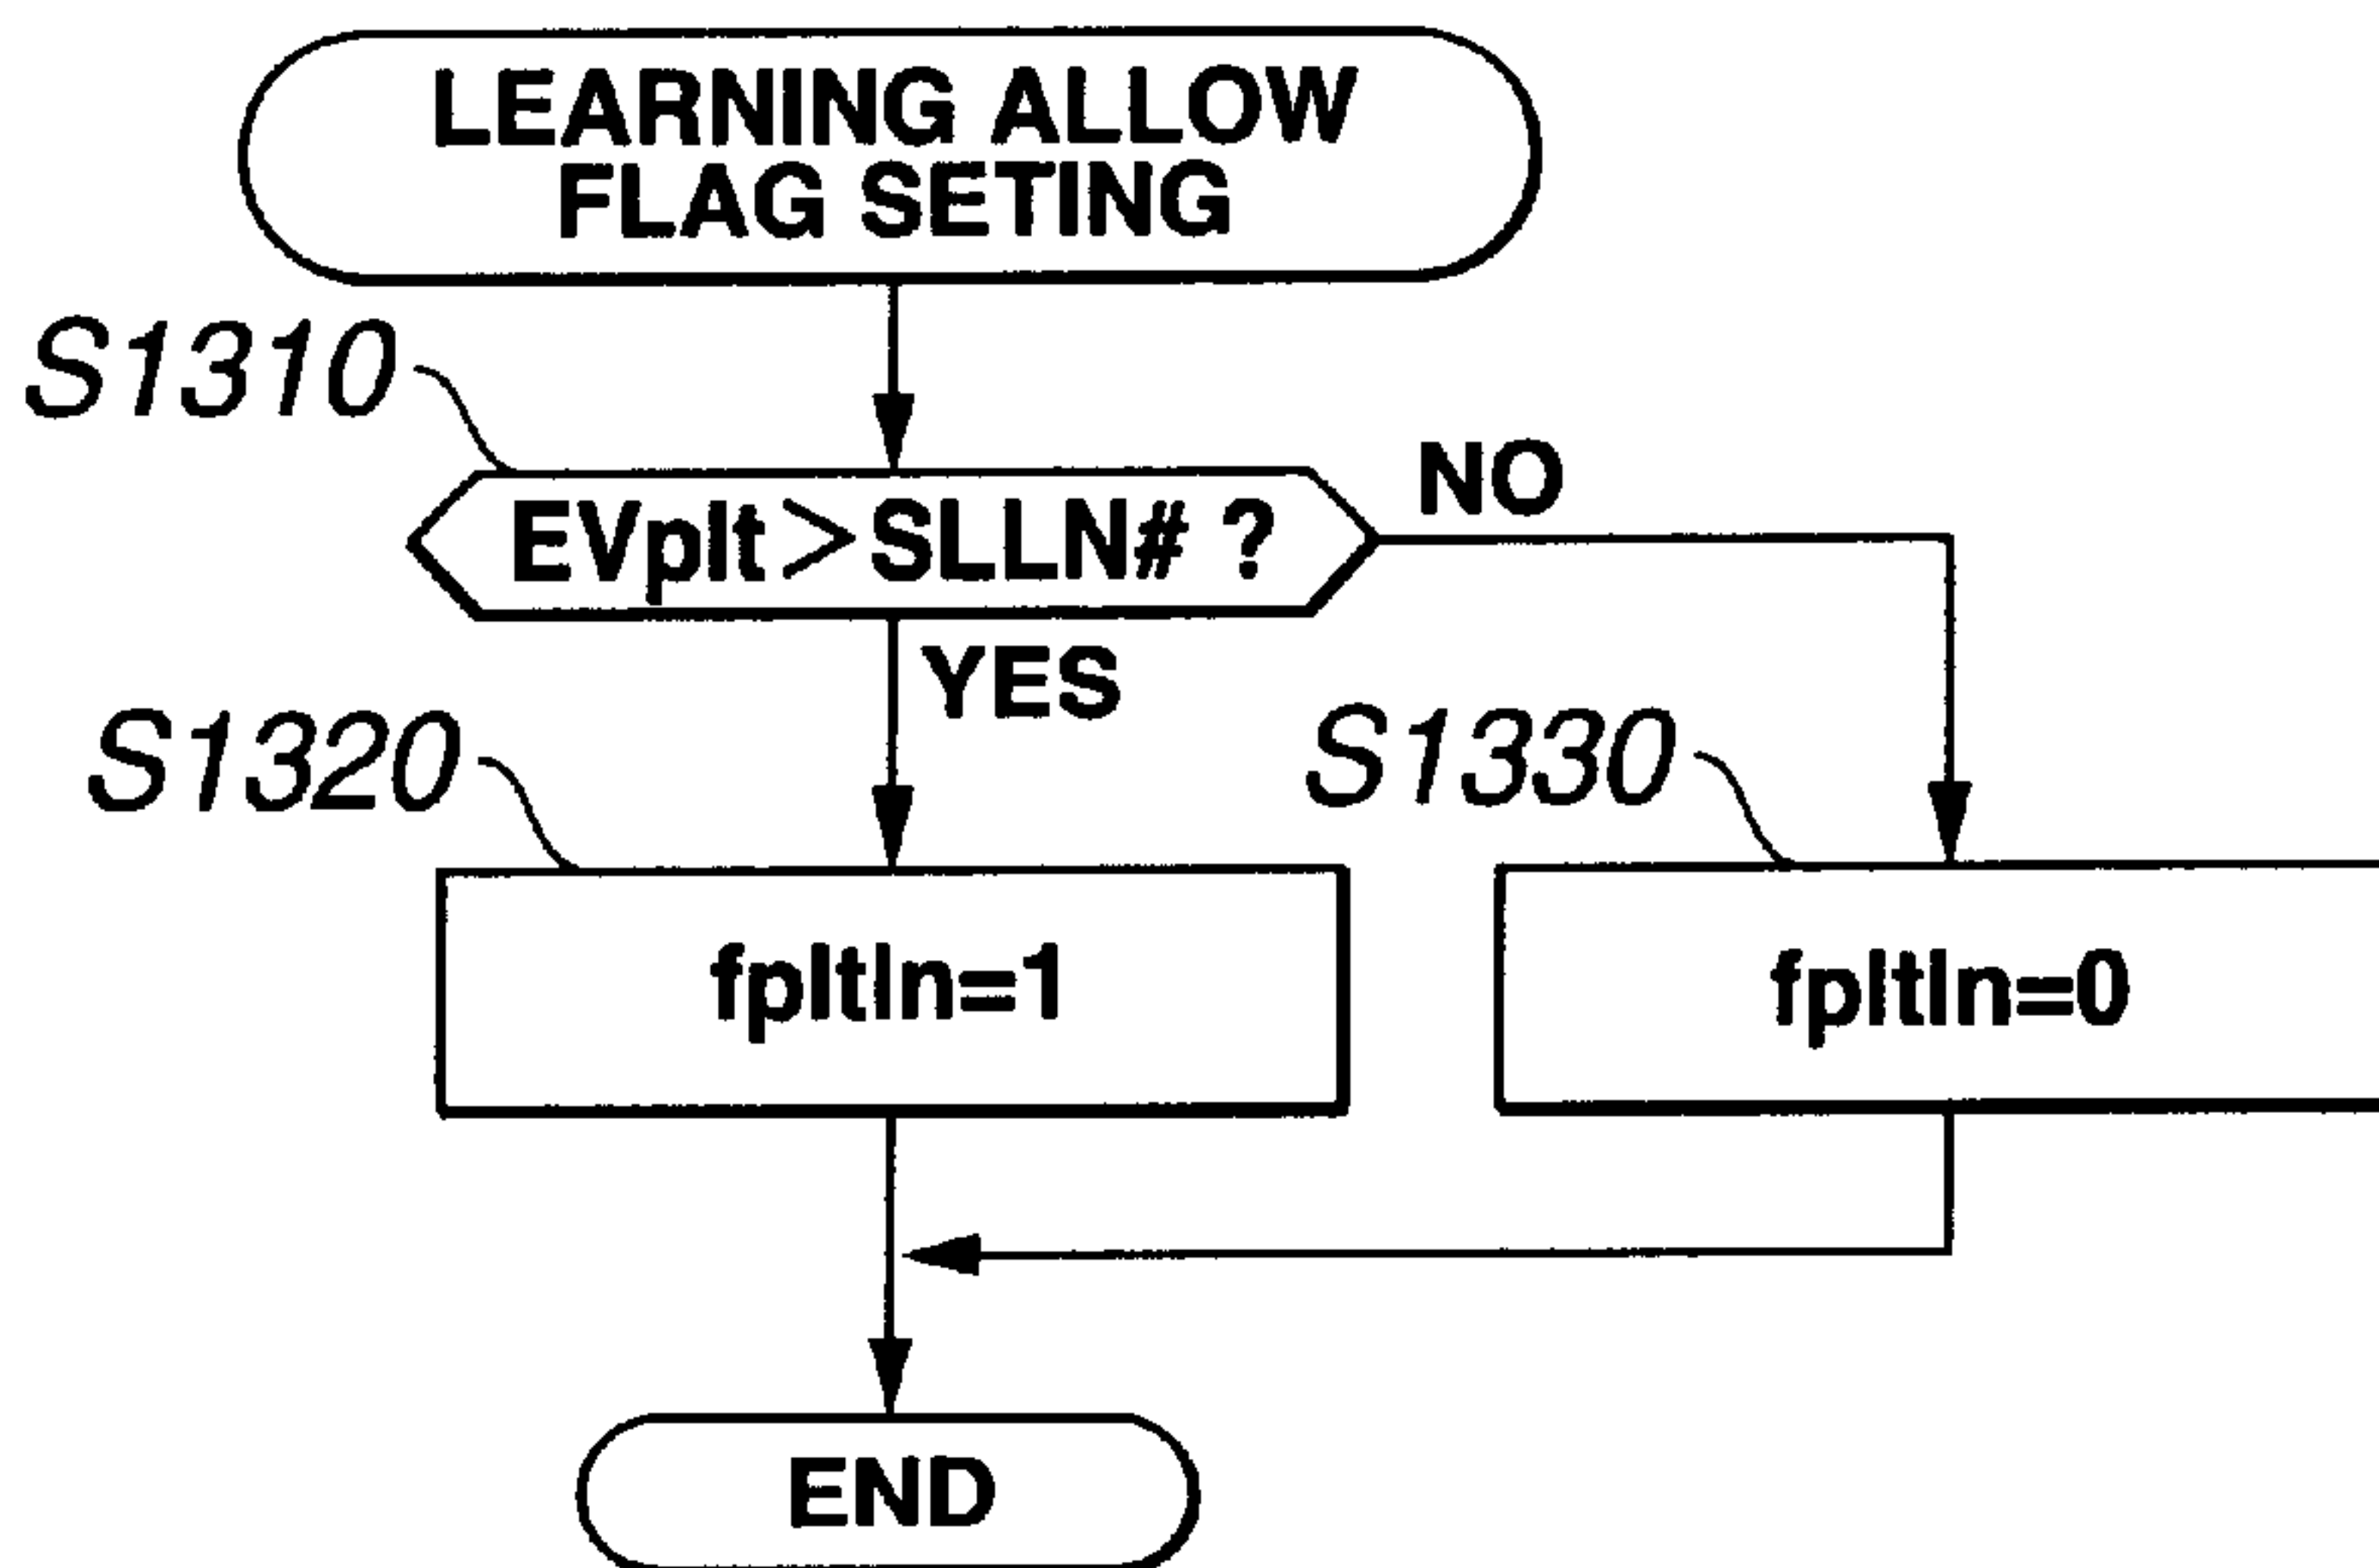 LEARNING ALLOW
FLAG SETING
S1310
EVplt>SLLN# ?
NO
YES
S1320
S1330
fpltln=1
fpltln=0
END